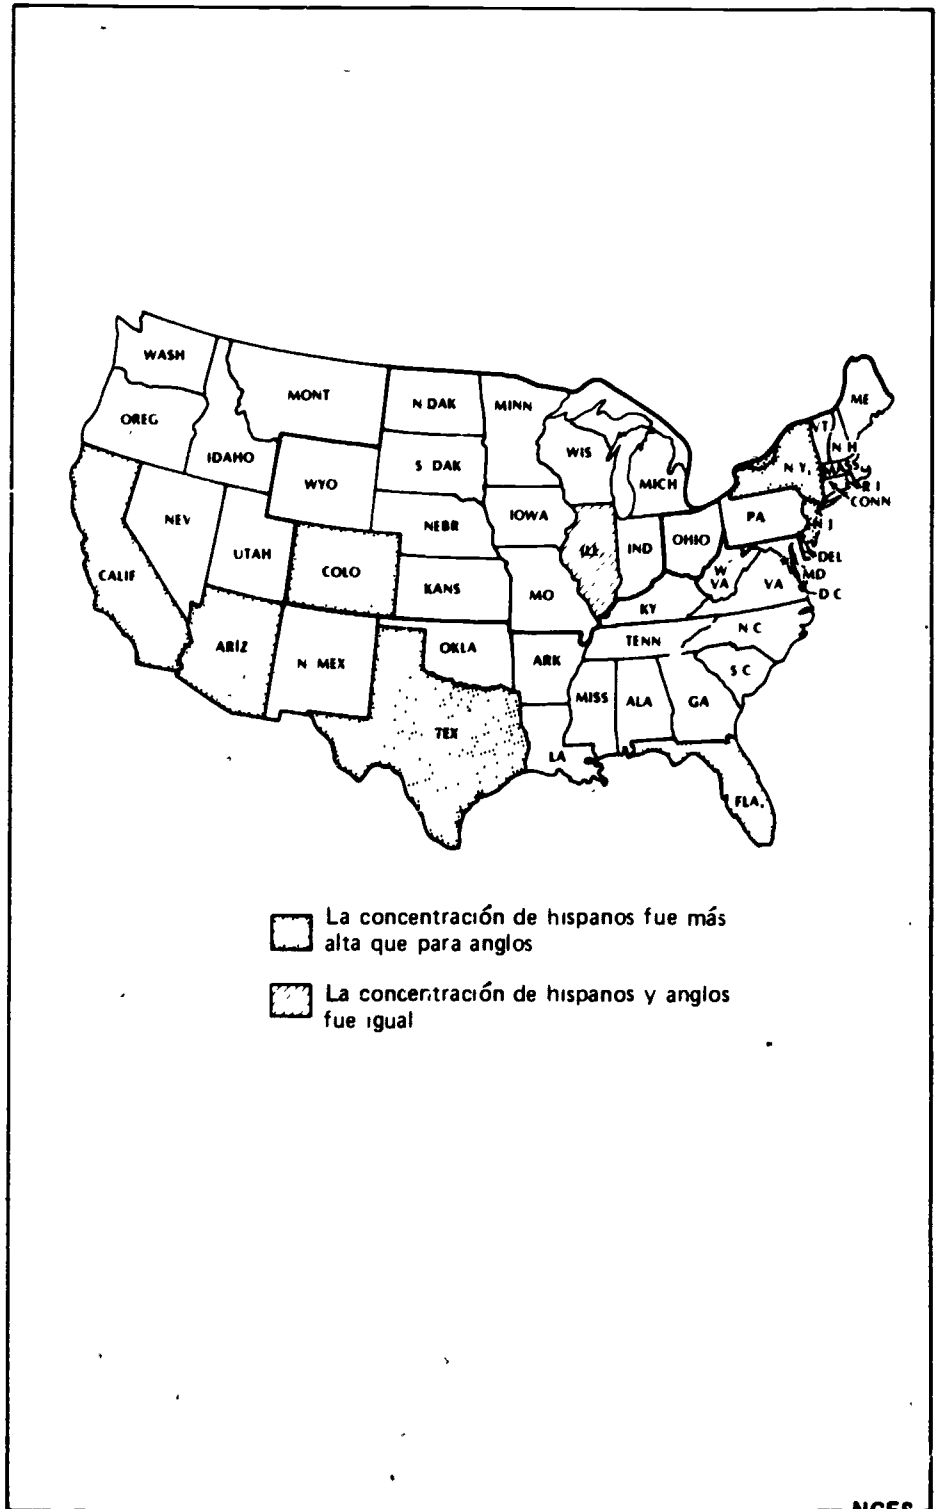 WASH
MONT
N DAK
MINN
ME
OREG
VT
N H
IDAHO
S DAK
WIS
N Y.
MASS
WYO
MICH
R I
CONN
NEV
NEBR
IOWA
PA
N J
UTAH
ILL
IND
OHIO
DEL
CALIF
COLO
KANS
MO
W VA
VA
MD
D C
KY
ARIZ
N MEX
OKLA
TENN
N C
ARK
S C
TEX
MISS
ALA
GA
LA
FLA.
La concentración de hispanos fue más
alta que para anglos
La concentración de hispanos y anglos
fue igual
NCES